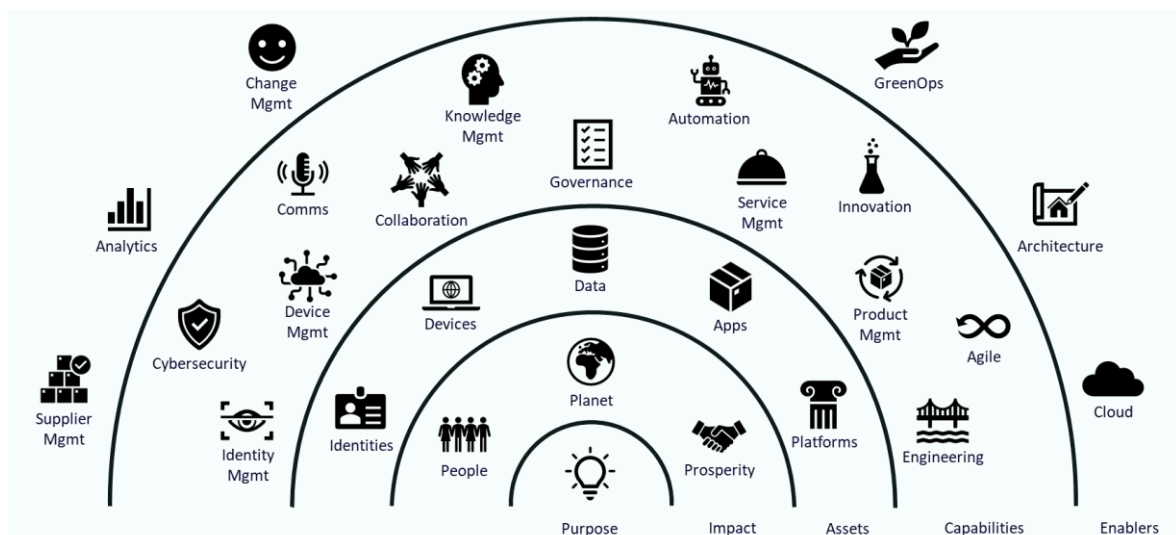 Change
Mgmt
Knowledge
Mgmt
Automation
GreenOps
Analytics
Comms
Collaboration
Governance
Service
Mgmt
Innovation
Architecture
Device
Mgmt
Devices
Data
Apps
Product
Mgmt
Supplier
Mgmt
Cybersecurity
Agile
Cloud
Identity
Mgmt
Identities
People
Planet
Prosperity
Platforms
Engineering
Purpose
Impact
Assets
Capabilities
Enablers